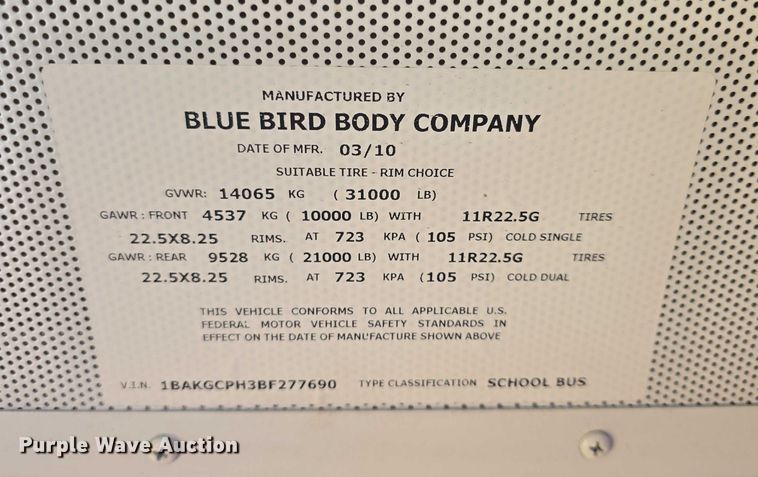 MANUFACTURED BY
BLUE BIRD BODY COMPANY
DATE OF MFR. 03/10
SUITABLE TIRE - RIM CHOICE
GVWR: 14065 KG ( 31000 LB)
GAWR : FRONT 4537 KG ( 10000 LB) WITH 11R22.5G TIRES
22.5X8.25 RIMS. AT 723 KPA ( 105 PSI) COLD SINGLE
GAWR : REAR 9528 KG ( 21000 LB) WITH 11R22.5G TIRES
22.5X8.25 RIMS. AT 723 KPA (105 PSI) COLD DUAL
THIS VEHICLE CONFORMS TO ALL APPLICABLE U.S.
FEDERAL MOTOR VEHICLE SAFETY STANDARDS IN
EFFECT ON THE DATE OF MANUFACTURE SHOWN ABOVE
V.I.N. 1BAKGCPH3BF277690 TYPE CLASSIFICATION SCHOOL BUS
Purple Wave Auction